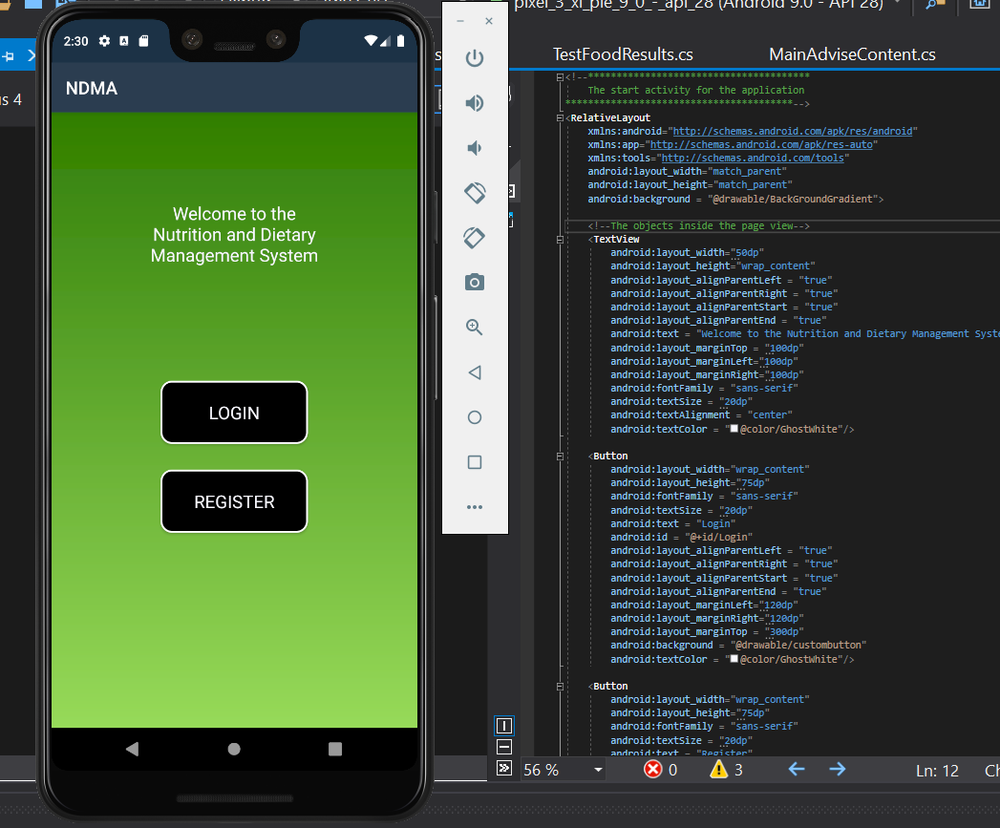 2:30
NDMA
Welcome to the
Nutrition and Dietary
Management System
LOGIN
REGISTER
pixel_3_xl_pie_9_0_-_api_28 (Android 9.0 - API 28)
TestFoodResults.cs
MainAdviseContent.cs
us 4
<!--***************************************
The start activity for the application
****************************************-->
<RelativeLayout
xmlns:android="http://schemas.android.com/apk/res/android"
xmlns:app="http://schemas.android.com/apk/res-auto"
xmlns:tools="http://schemas.android.com/tools"
android:layout_width="match_parent"
android:layout_height="match_parent"
android:background = "@drawable/BackGroundGradient">
<!--The objects inside the page view-->
<TextView
android:layout_width="50dp"
android:layout_height="wrap_content"
android:layout_alignParentLeft = "true"
android:layout_alignParentRight = "true"
android:layout_alignParentStart = "true"
android:layout_alignParentEnd = "true"
android:text = "Welcome to the Nutrition and Dietary Management Syste
android:layout_marginTop = "100dp"
android:layout_marginLeft="100dp"
android:layout_marginRight="100dp"
android:fontFamily = "sans-serif"
android:textSize = "20dp"
android:textAlignment = "center"
android:textColor = "@color/GhostWhite"/>
<Button
android:layout_width="wrap_content"
android:layout_height="75dp"
android:fontFamily = "sans-serif"
android:textSize = "20dp"
android:text = "Login"
android:id = "@+id/Login"
android:layout_alignParentLeft = "true"
android:layout_alignParentRight = "true"
android:layout_alignParentStart = "true"
android:layout_alignParentEnd = "true"
android:layout_marginLeft="120dp"
android:layout_marginRight="120dp"
android:layout_marginTop = "300dp"
android:background = "@drawable/custombutton"
android:textColor = "@color/GhostWhite"/>
<Button
android:layout_width="wrap_content"
android:layout_height="75dp"
android:fontFamily = "sans-serif"
android:textSize = "20dp"
android:text = "Register"
56 %
0
3
Ln: 12
Ch